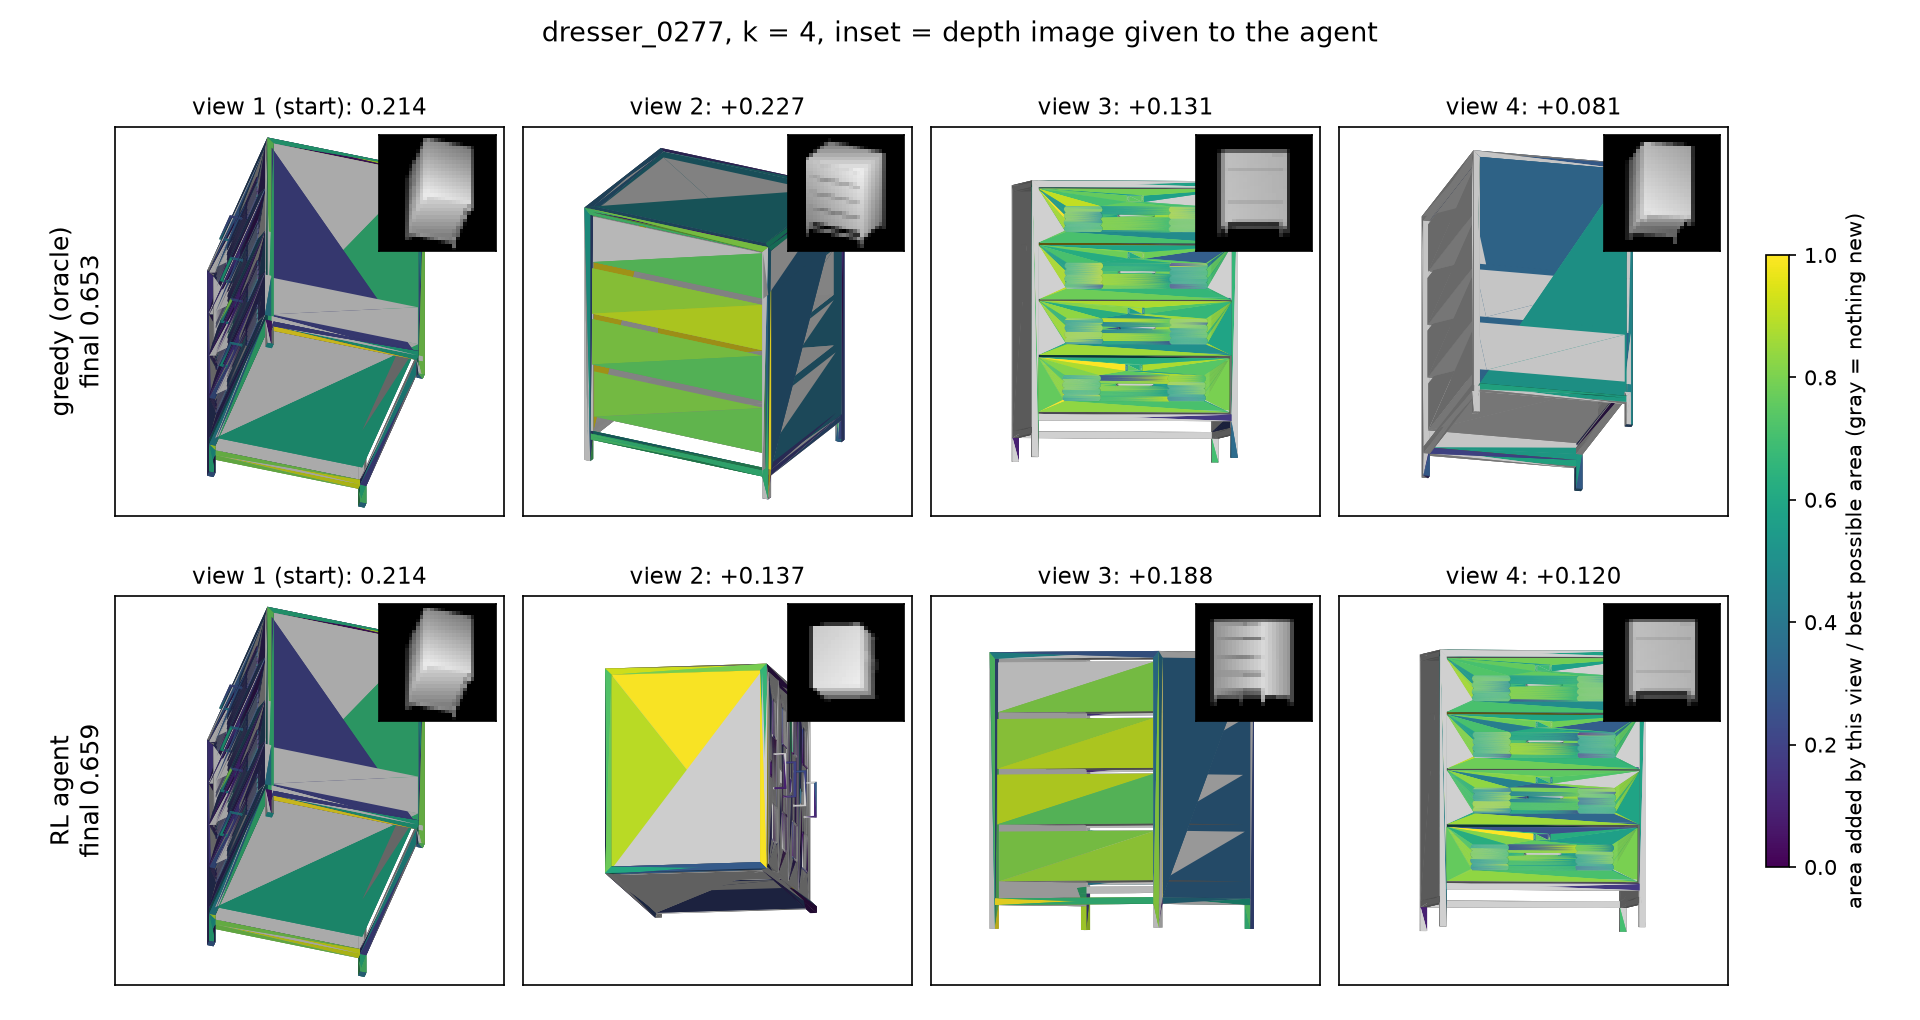 dresser_0277, k = 4, inset = depth image given to the agent
view 1 (start): 0.214
view 2: +0.227
view 3: +0.131
view 4: +0.081
greedy (oracle)
final 0.653
view 1 (start): 0.214
view 2: +0.137
view 3: +0.188
view 4: +0.120
RL agent
final 0.659
1.0
0.8
0.6
0.4
0.2
0.0
area added by this view / best possible area (gray = nothing new)